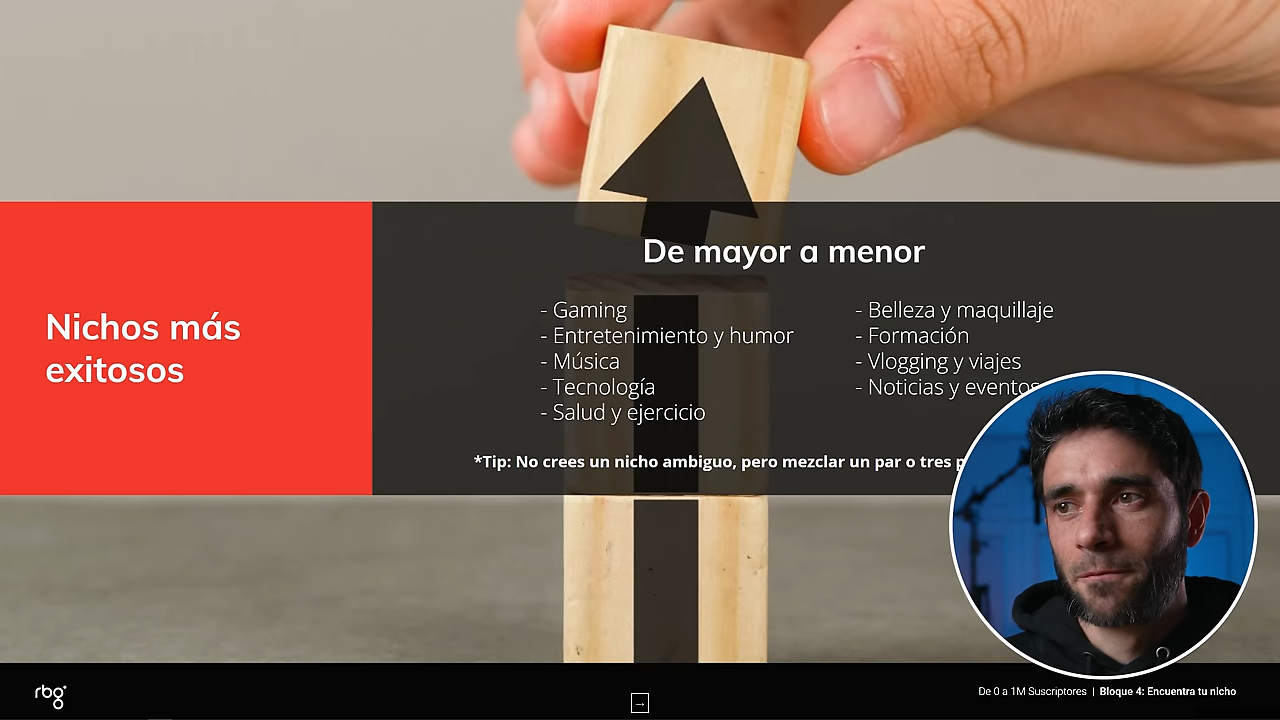 De mayor a menor
Nichos más
exitosos
- Gaming
- Entretenimiento y humor
- Música
- Tecnología
- Salud y ejercicio
- Belleza y maquillaje
- Formación
- Vlogging y viajes
- Noticias y eventos
*Tip: No crees un nicho ambiguo, pero mezclar un par o tres
rbg
De 0 a 1M Suscriptores | Bloque 4: Encuentra tu nicho